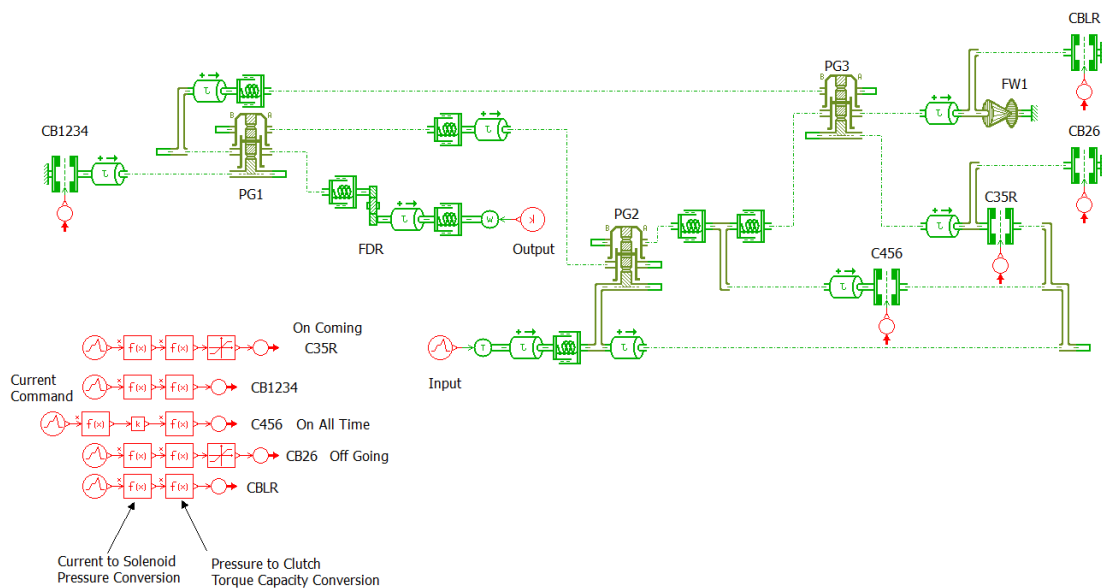 CBLR
PG3
FW1
B A
CB1234
+→
B A
PG1
CB26
PG2
C35R
B A
FDR
Output
C456
M
k
On Coming
C35R
f(x) f(x)
Input
Current
Command
f(x) f(x)
CB1234
f(x) k f(x)
C456 On All Time
f(x) f(x)
CB26 Off Going
f(x) f(x)
CBLR
Current to Solenoid
Pressure Conversion
Pressure to Clutch
Torque Capacity Conversion